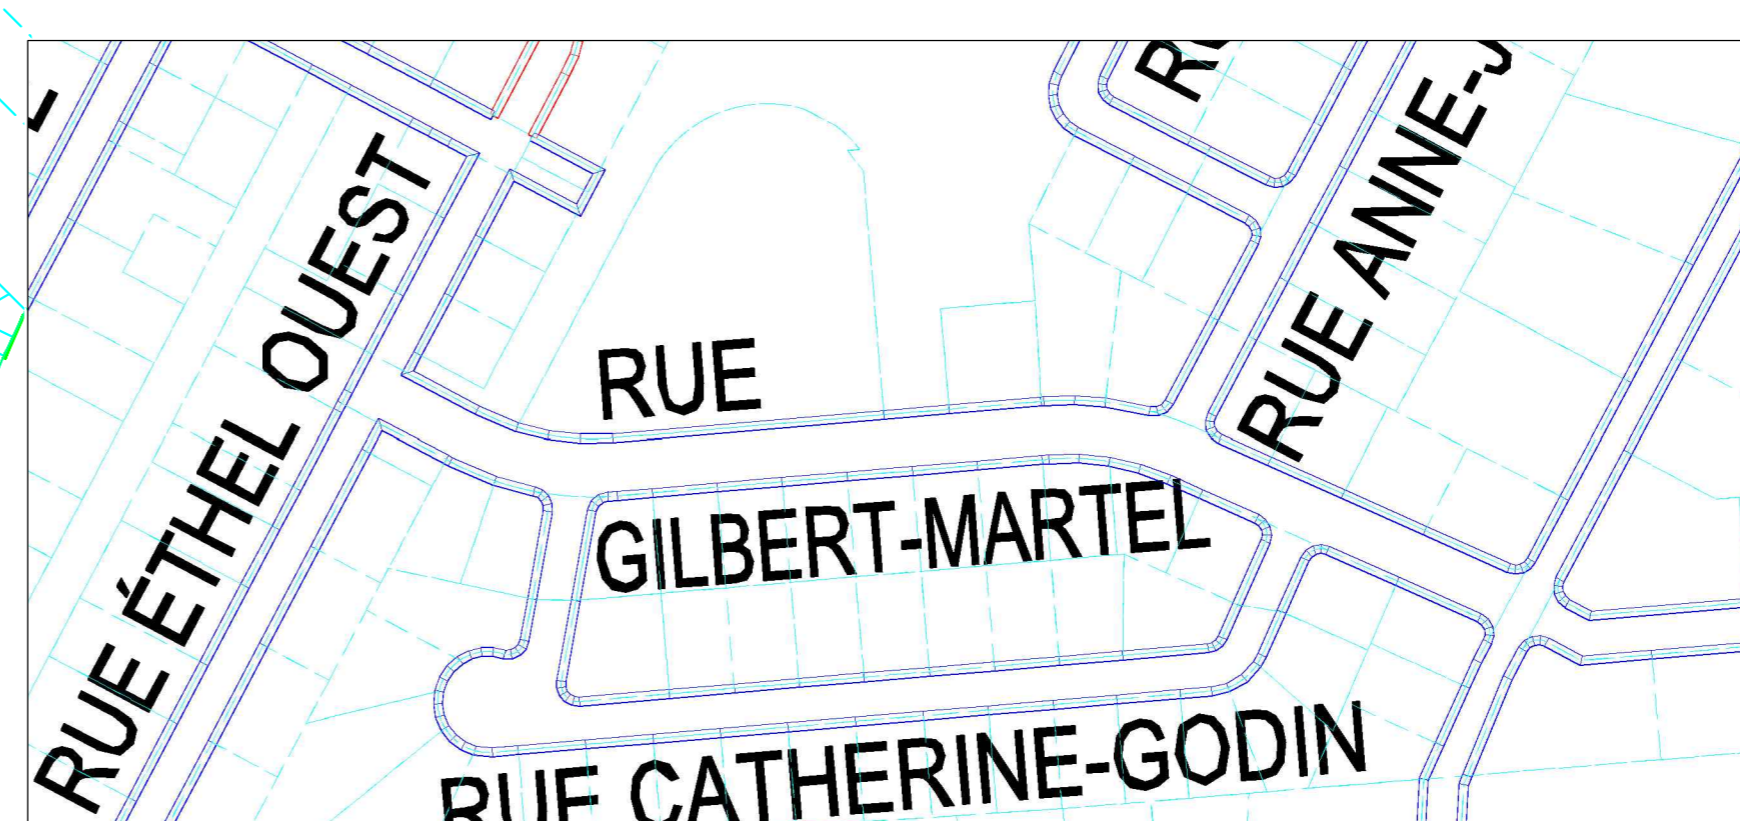 RUE ANNE-J
RUE ÉTHEL OUEST
RUE
GILBERT-MARTEL
RUE CATHERINE-GODIN